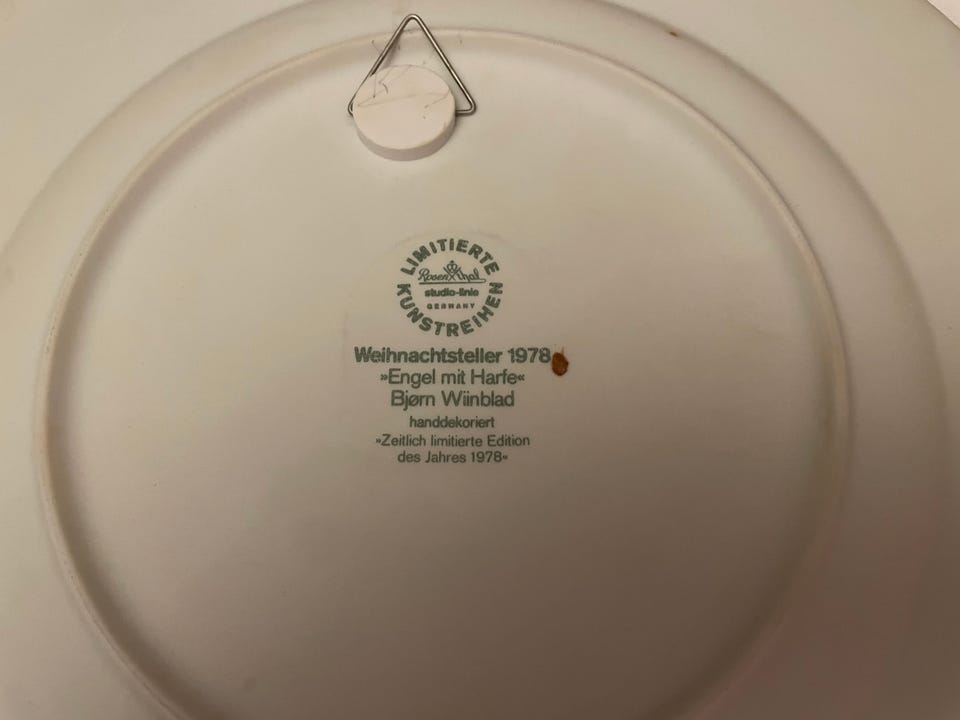 LIMITIERTE
Rosenthal
studio-linie
GERMANY
KUNSTREIHEN
Weihnachtsteller 1978
»Engel mit Harfe«
Bjørn Wiinblad
handdekoriert
»Zeitlich limitierte Edition
des Jahres 1978«